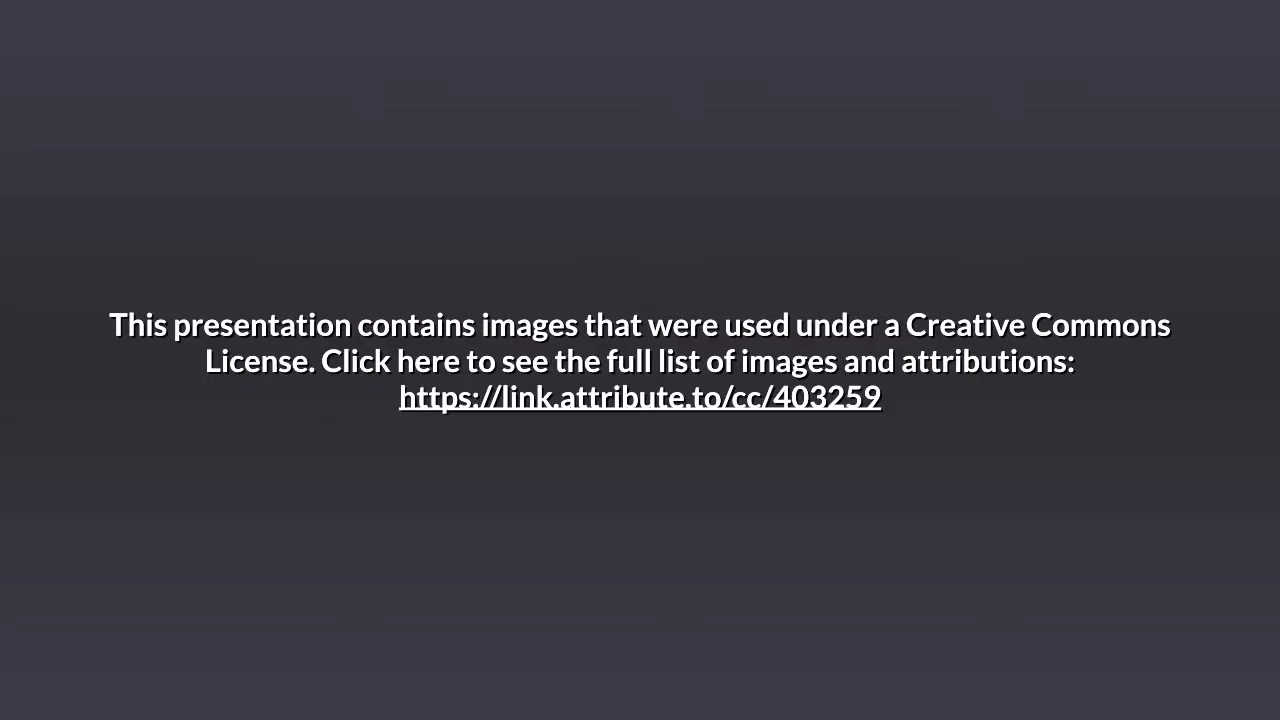 This presentation contains images that were used under a Creative Commons
License. Click here to see the full list of images and attributions:
https://link.attribute.to/cc/403259